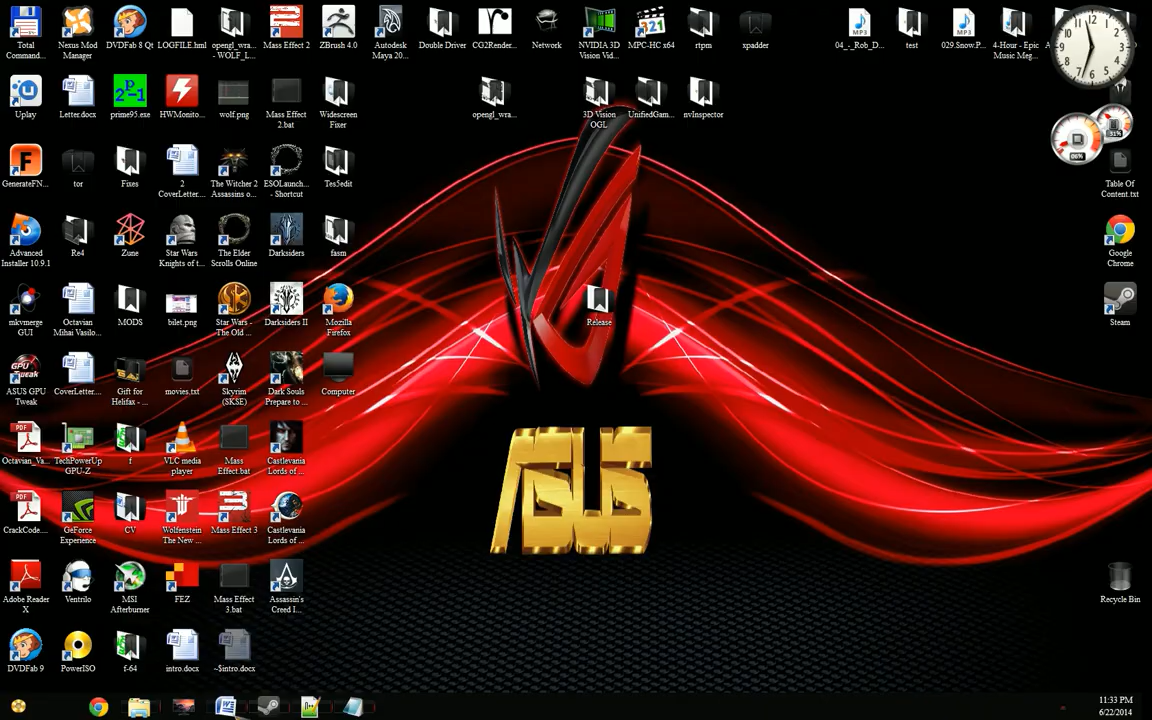 Total
Command...
Nexus Mod
Manager
DVDFab 8 Qt
LOGFILE.hml
opengl_wra...
- WOLF_L...
Mass Effect 2
ZBrush 4.0
Autodesk
Maya 20...
Double Driver
CG2Render...
Network
NVIDIA 3D
Vision Vid...
MPC-HC x64
rtpm
xpadder
04_-_Rob_D...
test
029.Snow.P...
4-Hour - Epic
Music Meg...
Uplay
Letter.docx
prime95.exe
HWMonito...
wolf.png
Mass Effect
2.bat
Widescreen
Fixer
opengl_wra...
3D Vision
OGL
UnifiedGam...
nvInspector
31%
06%
GenerateFN...
tor
Fixes
2
CoverLetter....
The Witcher 2
Assassins o...
ESOLaunch...
- Shortcut
Tes5edit
Table Of
Content.txt
Advanced
Installer 10.9.1
Re4
Zune
Star Wars
Knights of t...
The Elder
Scrolls Online
Darksiders
fasm
Google
Chrome
mkvmerge
GUI
Octavian
Mihai Vasilo...
MODS
bilet.png
Star Wars -
The Old ...
Darksiders II
Mozilla
Firefox
Release
Steam
ASUS GPU
Tweak
CoverLetter....
Gift for
Helifax - ...
movies.txt
Skyrim
(SKSE)
Dark Souls
Prepare to ...
Computer
Octavian_Va...
TechPowerUp
GPU-Z
f
VLC media
player
Mass
Effect.bat
Castlevania
Lords of ...
ASUS
CrackCode....
GeForce
Experience
CV
Wolfenstein
The New ...
Mass Effect 3
Castlevania
Lords of ...
Adobe Reader
X
Ventrilo
MSI
Afterburner
FEZ
Mass Effect
3.bat
Assassin's
Creed I...
Recycle Bin
DVDFab 9
PowerISO
f-64
intro.docx
~$intro.docx
11:33 PM
6/22/2014